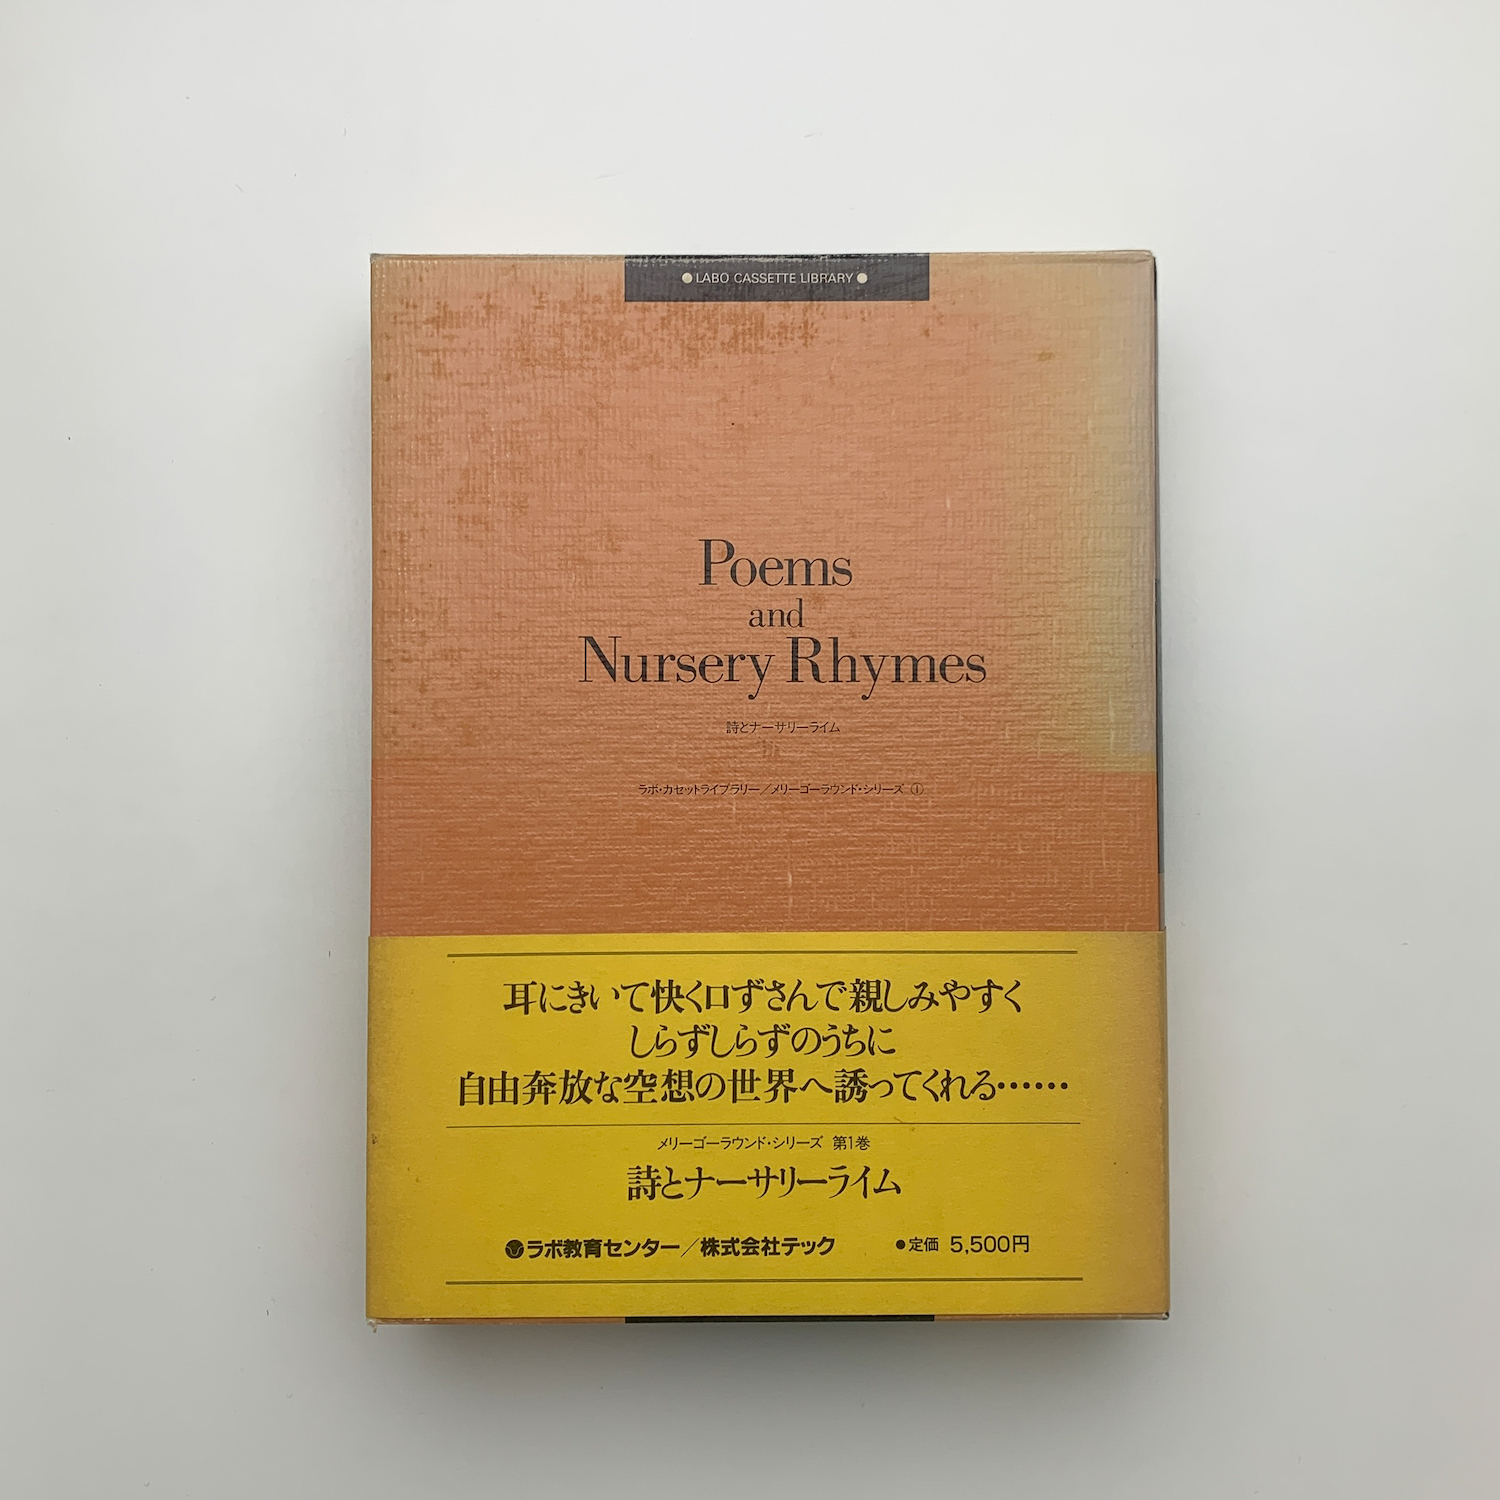 ●LABO CASSETTE LIBRARY●
Poems
and
Nursery Rhymes
詩とナーサリーライム
ラボ・カセットライブラリー／メリーゴーラウンド・シリーズ ①
耳にきいて快く口ずさんで親しみやすく
しらずしらずのうちに
自由奔放な空想の世界へ誘ってくれる……
メリーゴーラウンド・シリーズ 第1巻
詩とナーサリーライム
ラボ教育センター／株式会社テック ●定価 5,500円